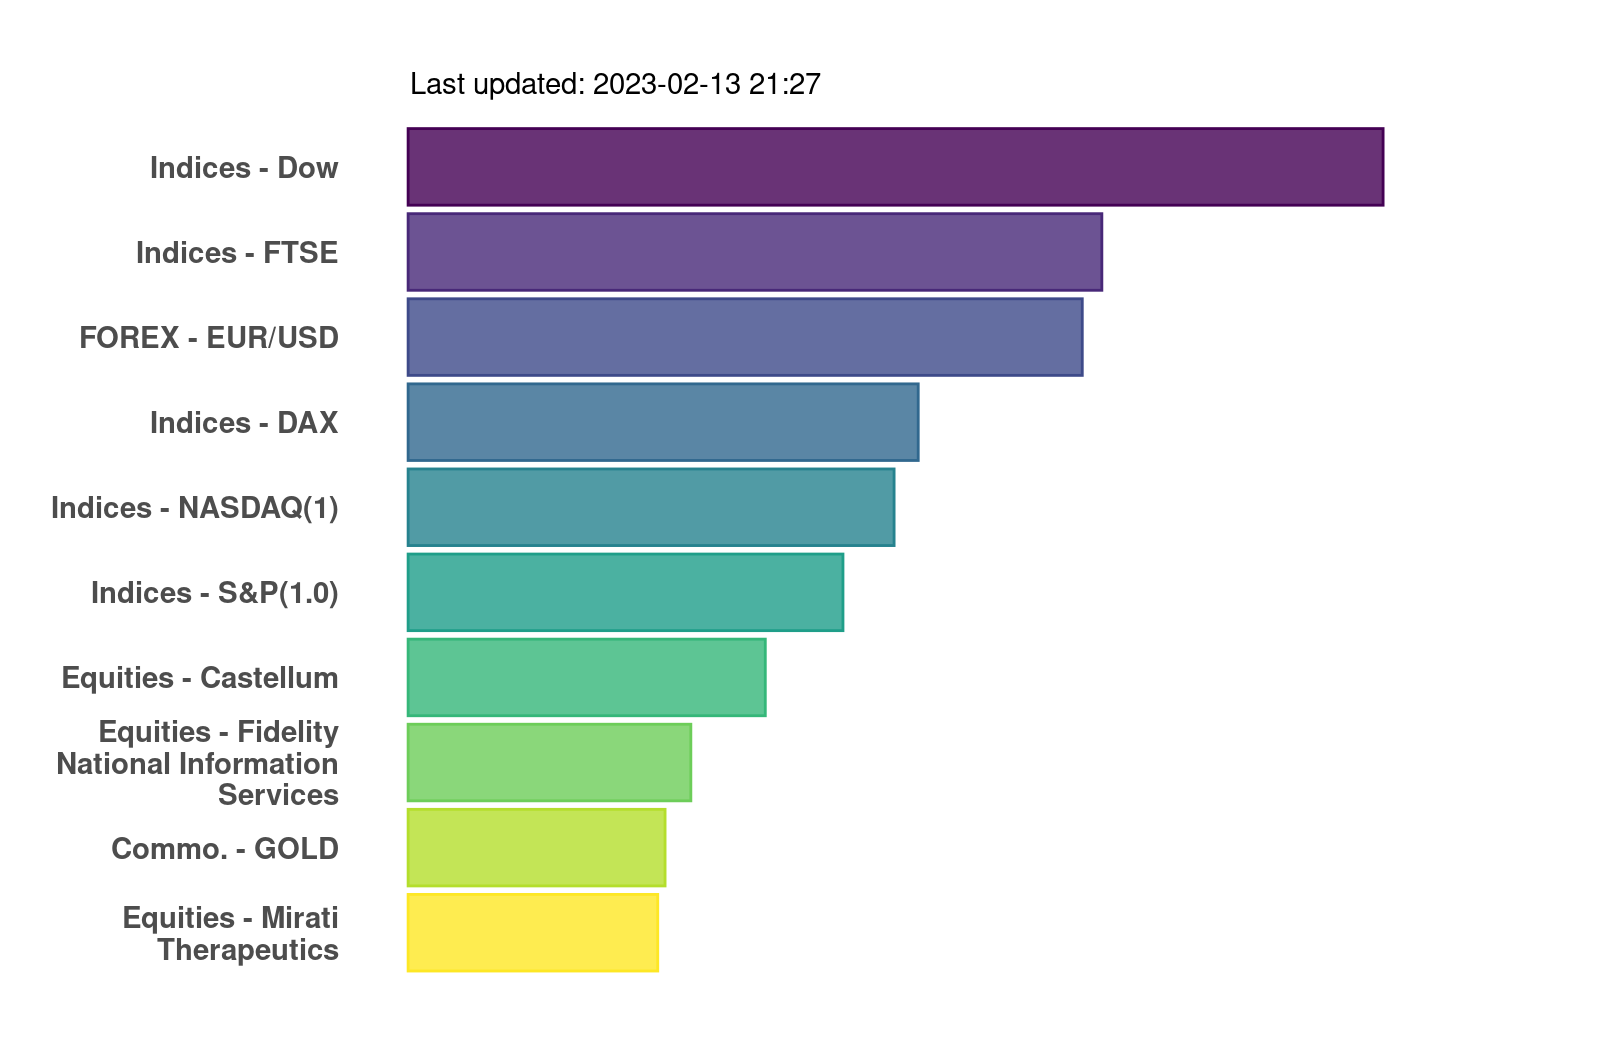 Last updated: 2023-02-13 21:27
Indices - Dow
Indices - FTSE
FOREX - EUR/USD
Indices - DAX
Indices - NASDAQ(1)
Indices - S&P(1.0)
Equities - Castellum
Equities - Fidelity
National Information
Services
Commo. - GOLD
Equities - Mirati
Therapeutics